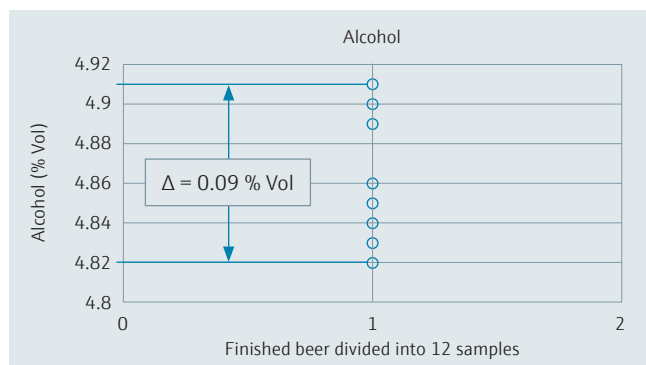 Alcohol
4.92
4.9
4.88
4.86
4.84
4.82
4.8
Alcohol (% Vol)
Δ = 0.09 % Vol
0 1 2
Finished beer divided into 12 samples